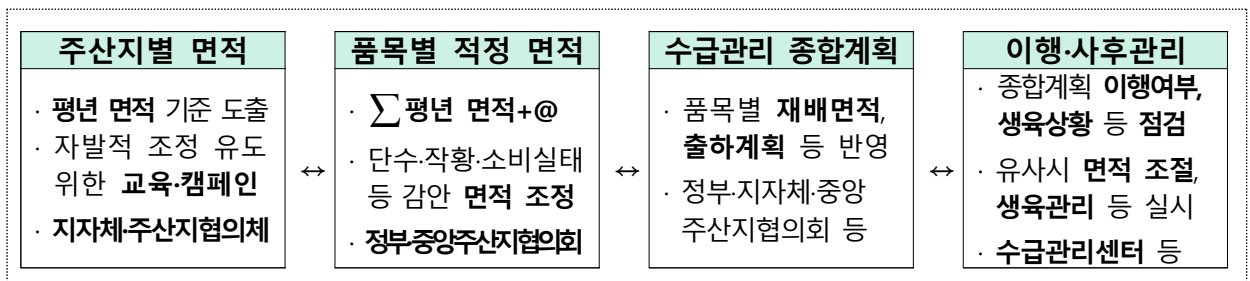 주산지별 면적
· 평년 면적 기준 도출
· 자발적 조정 유도
위한 교육·캠페인
· 지자체·주산지협의체
↔
품목별 적정 면적
· ∑평년 면적+@
· 단수·작황·소비실태
등 감안 면적 조정
· 정부·중앙주산지협의회
↔
수급관리 종합계획
· 품목별 재배면적,
출하계획 등 반영
· 정부·지자체·중앙
주산지협의회 등
↔
이행·사후관리
· 종합계획 이행여부,
생육상황 등 점검
· 유사시 면적 조절,
생육관리 등 실시
· 수급관리센터 등